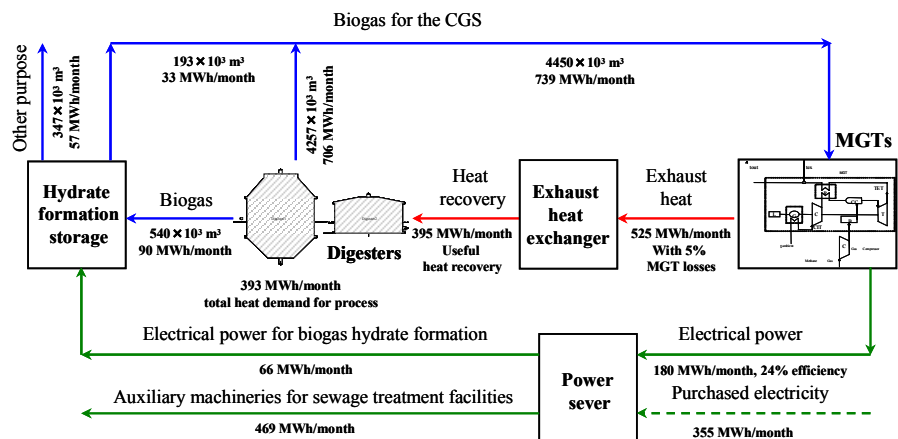 Biogas for the CGS
Other purpose
347×10³ m³
57 MWh/month
193×10³ m³
33 MWh/month
4257×10³ m³
706 MWh/month
4450×10³ m³
739 MWh/month
MGTs
Hydrate
formation
storage
Biogas
540×10³ m³
90 MWh/month
Digesters
393 MWh/month
total heat demand for process
Heat
recovery
395 MWh/month
Useful
heat recovery
Exhaust
heat
exchanger
Exhaust
heat
525 MWh/month
With 5%
MGT losses
MGT
TET
C
T
CIT
C
Electrical power for biogas hydrate formation
66 MWh/month
Auxiliary machineries for sewage treatment facilities
469 MWh/month
Power
sever
Electrical power
180 MWh/month, 24% efficiency
Purchased electricity
355 MWh/month